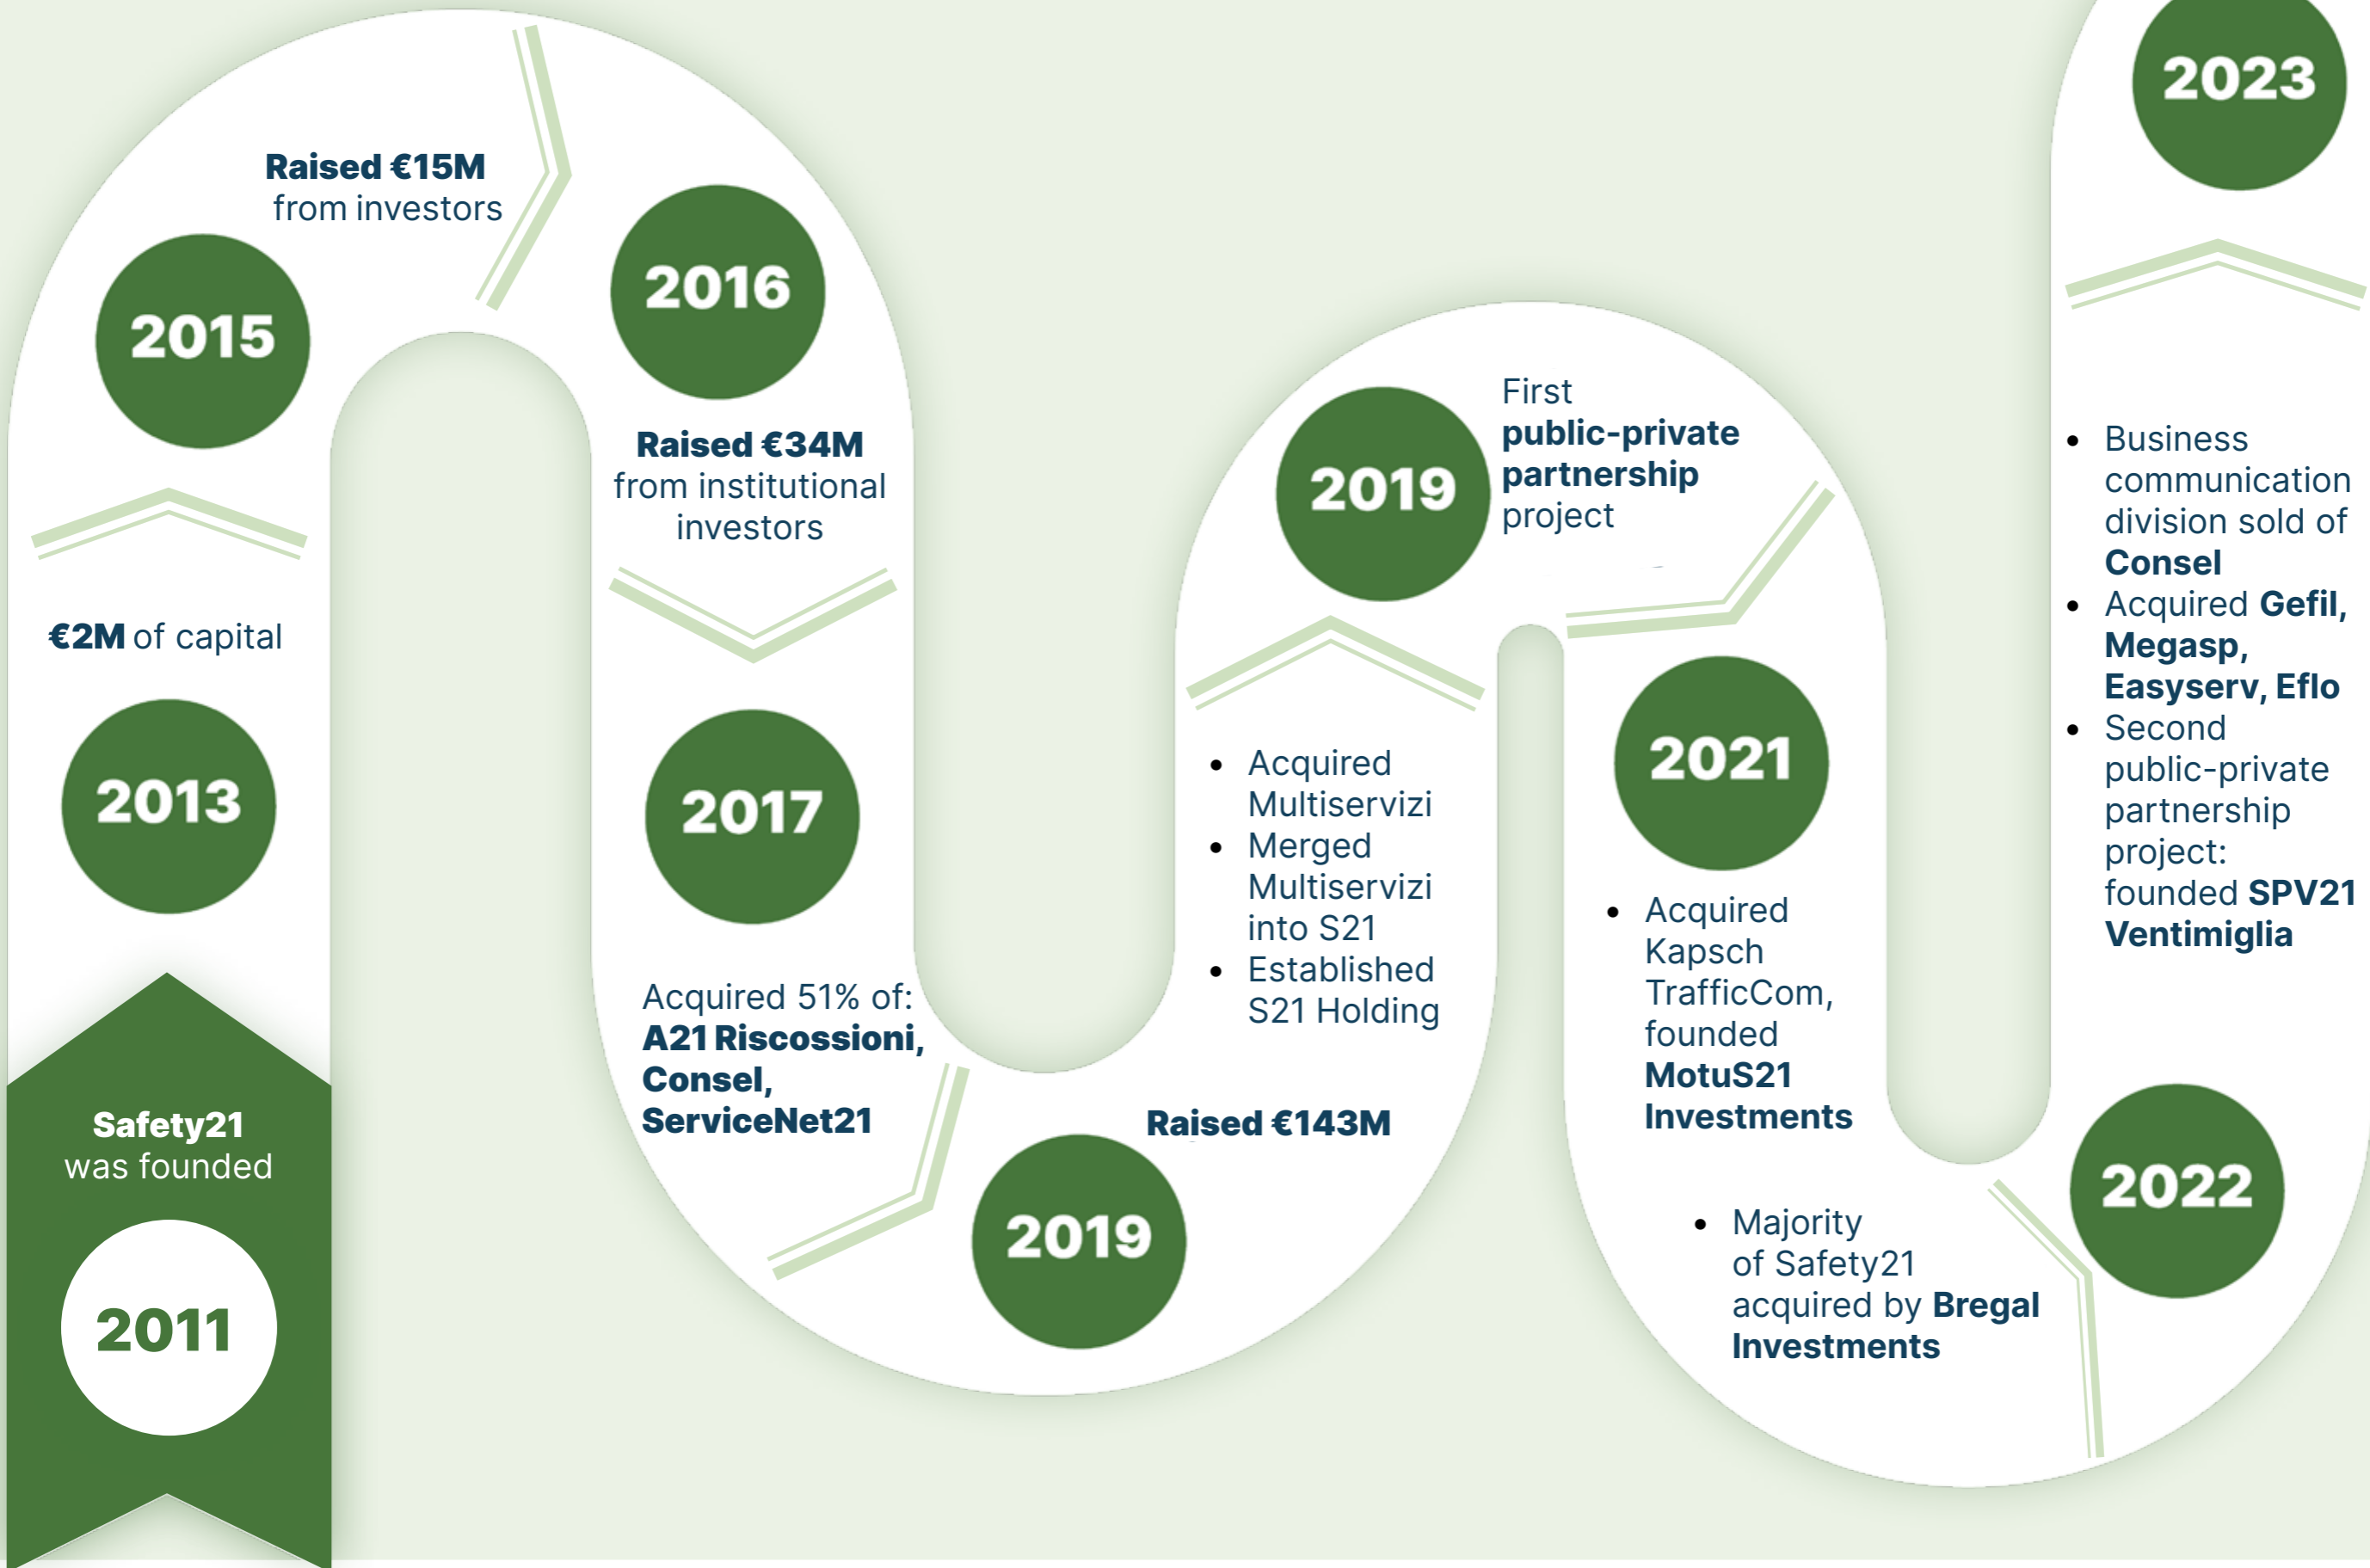 Safety21
was founded
2011
2013
€2M of capital
2015
Raised €15M
from investors
2016
Raised €34M
from institutional
investors
2017
Acquired 51% of:
A21 Riscossioni,
Consel,
ServiceNet21
2019
Raised €143M
• Acquired
Multiservizi
• Merged
Multiservizi
into S21
• Established
S21 Holding
2019
First
public-private
partnership
project
2021
• Acquired
Kapsch
TrafficCom,
founded
MotuS21
Investments
• Majority
of Safety21
acquired by Bregal
Investments
2022
• Business
communication
division sold of
Consel
• Acquired Gefil,
Megasp,
Easyserv, Eflo
• Second
public-private
partnership
project:
founded SPV21
Ventimiglia
2023